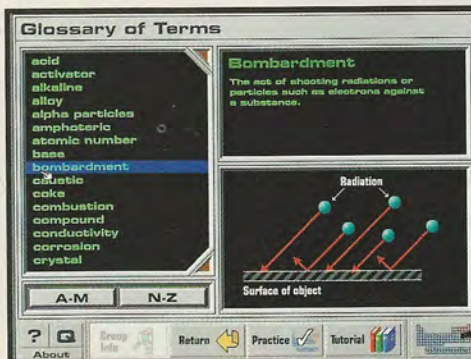 Glossary of Terms
acid
activator
alkaline
alloy
alpha particles
amphoteric
atomic number
base
bombardment
caustic
coke
combustion
compound
conductivity
corrosion
crystal
A-M
N-Z
Bombardment
The act of shooting radiations or
particles such as electrons against
a substance.
Radiation
Surface of object
?
Q
About
Group
Info
Return
Practice
Tutorial